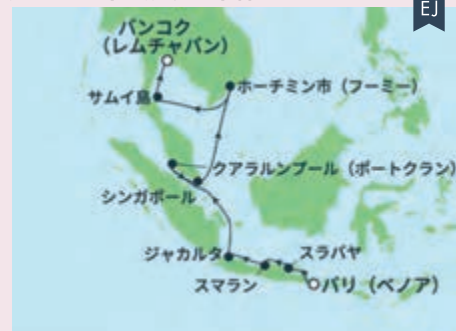 EJ
バンコク
（レムチャバン）
ホーチミン市（フーミー）
サムイ島
クアラルンプール（ポートクラン）
シンガポール
ジャカルタ
スラバヤ
スマラン
バリ（ベノア）